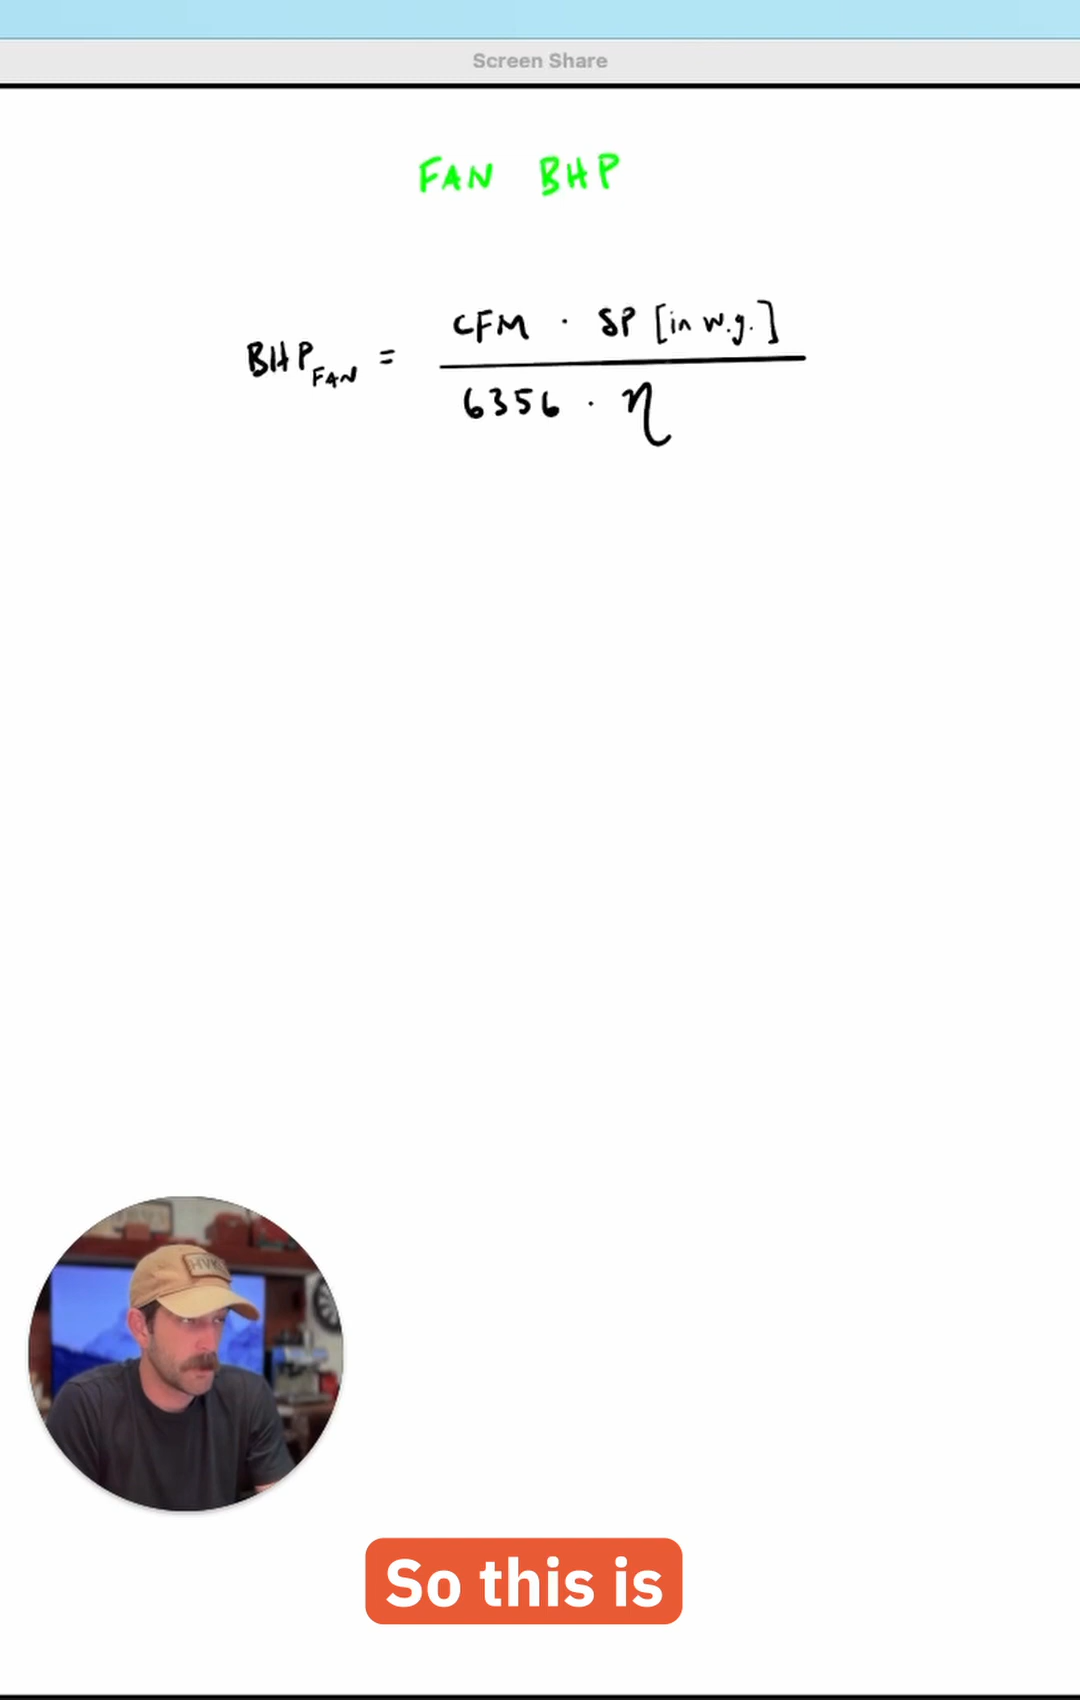 Screen Share
FAN BHP
BHP_FAN = CFM · SP [in w.g.] / 6356 · η
So this is